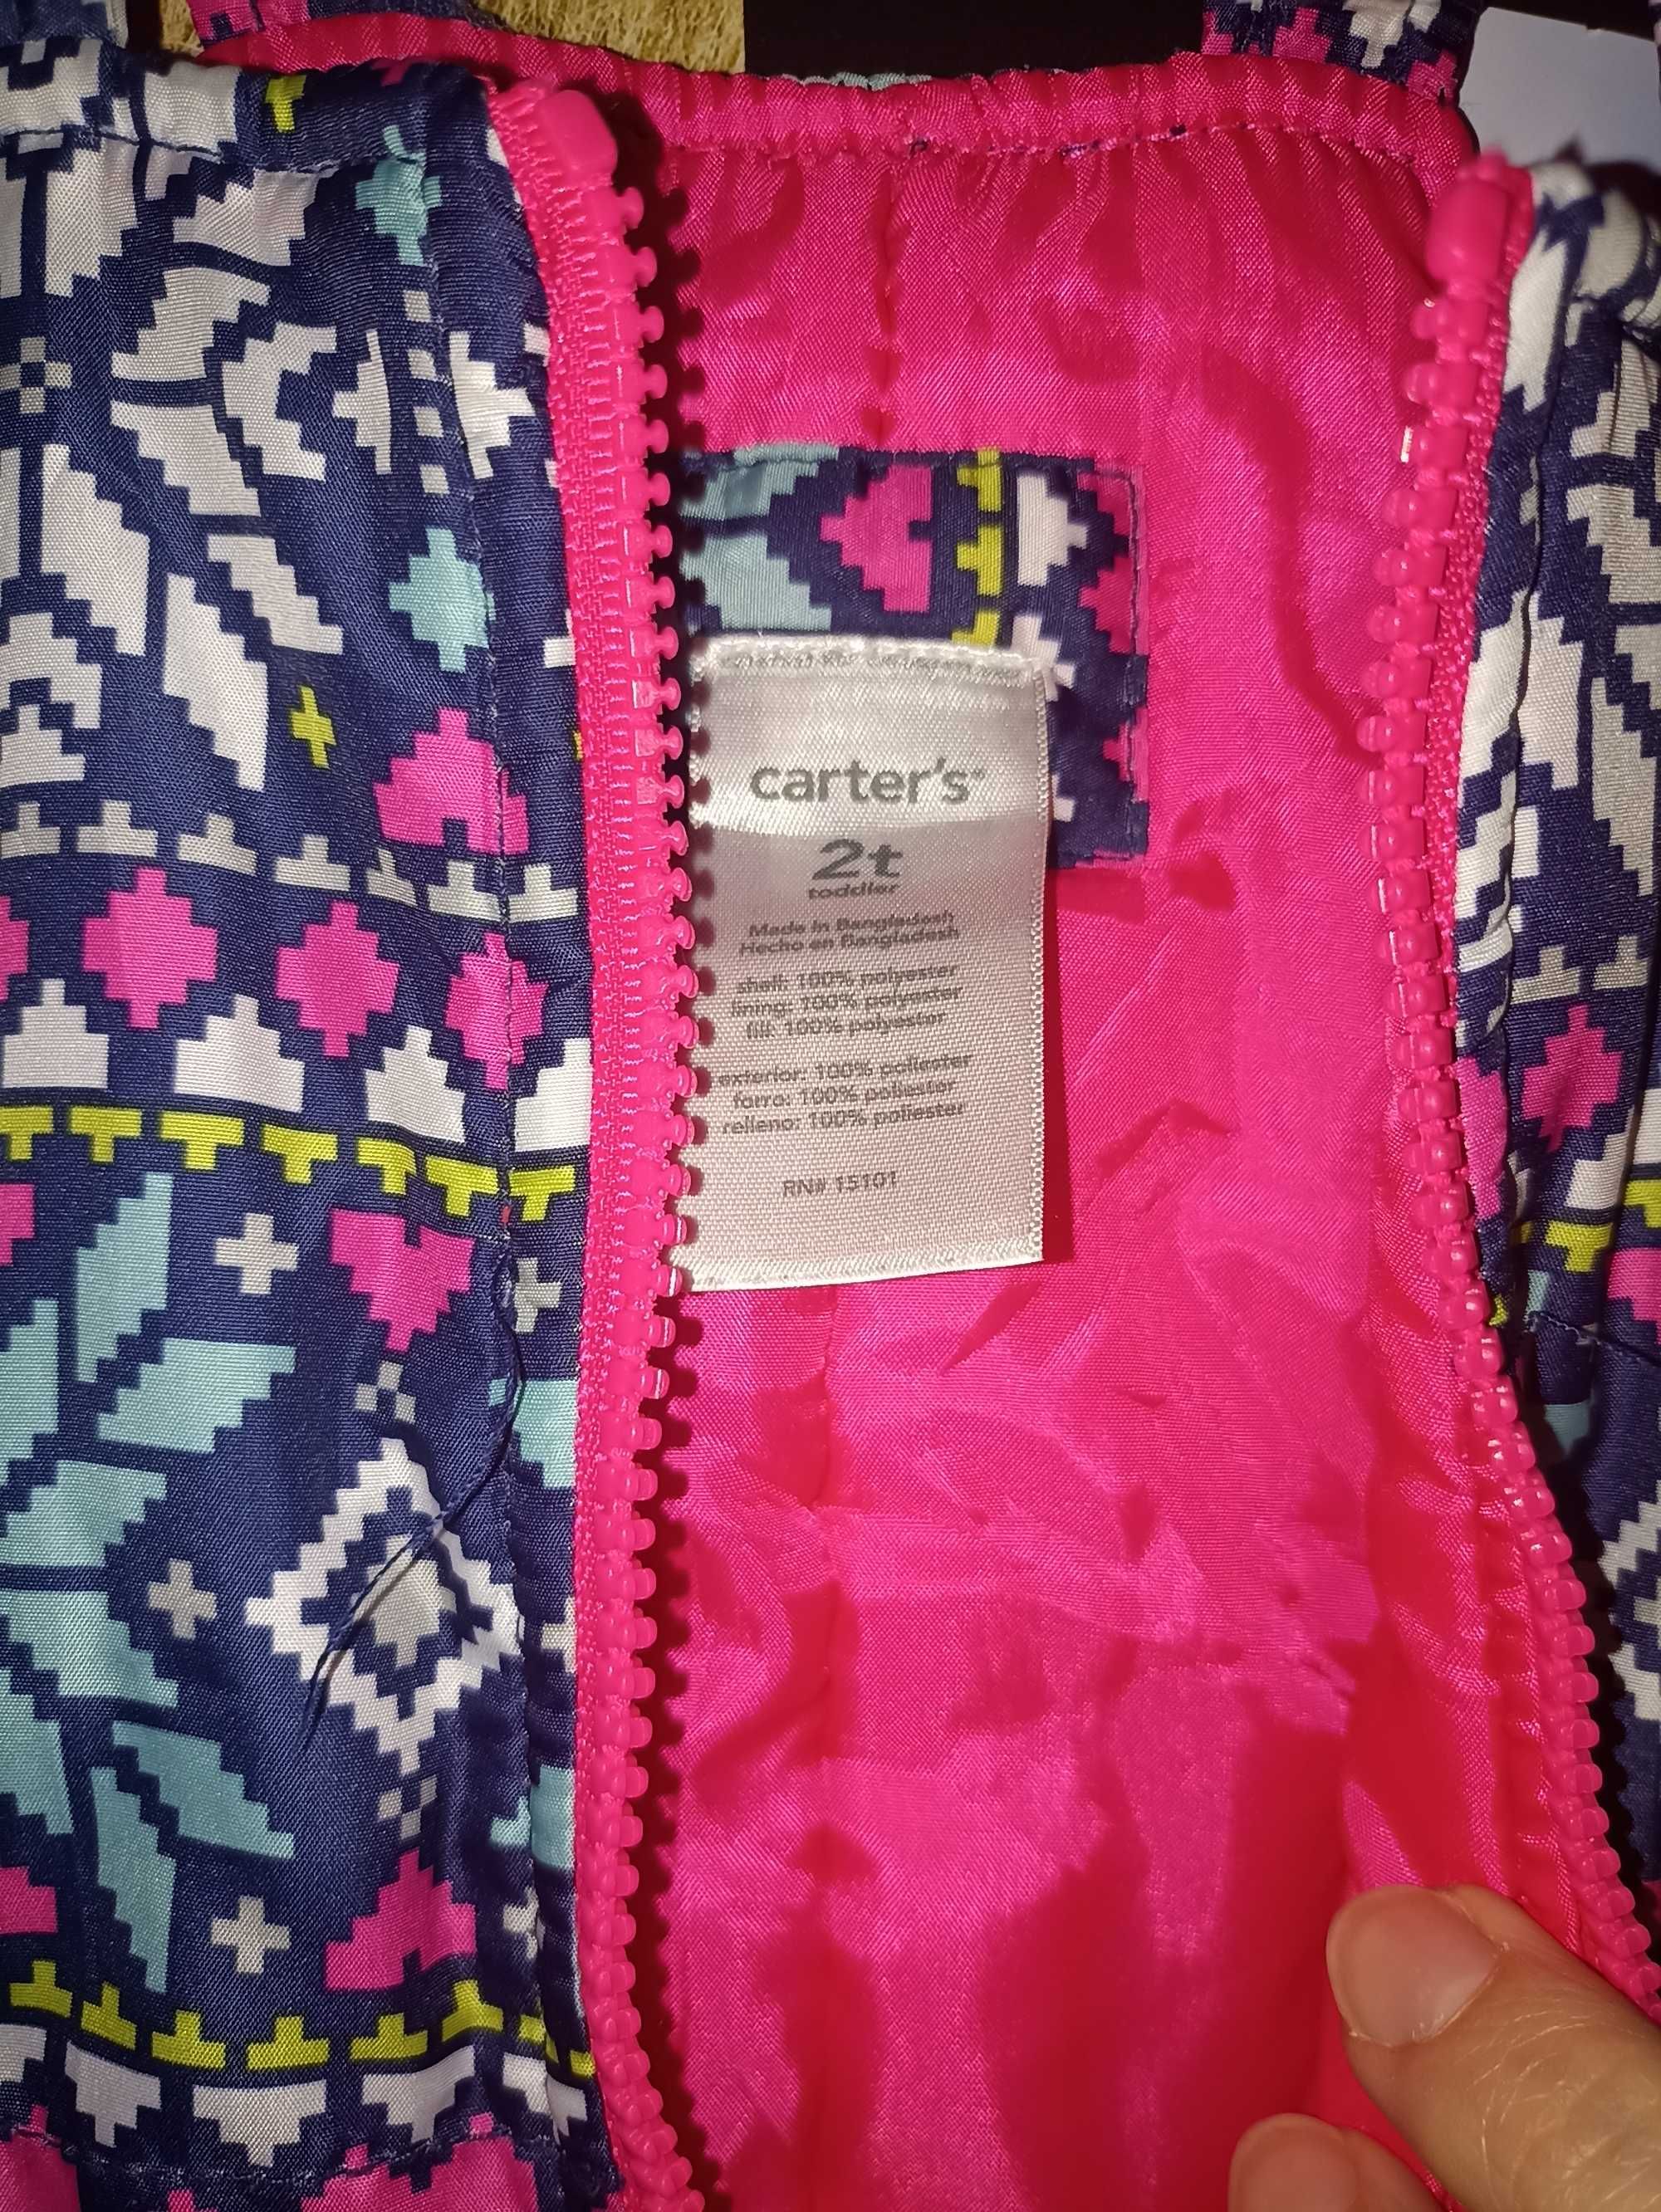 carter's
2t
toddler
Made in Bangladesh
Hecho en Bangladesh
shell: 100% polyester
lining: 100% polyester
fill: 100% polyester
exterior: 100% poliester
forro: 100% poliester
relleno: 100% poliester
RN# 15101